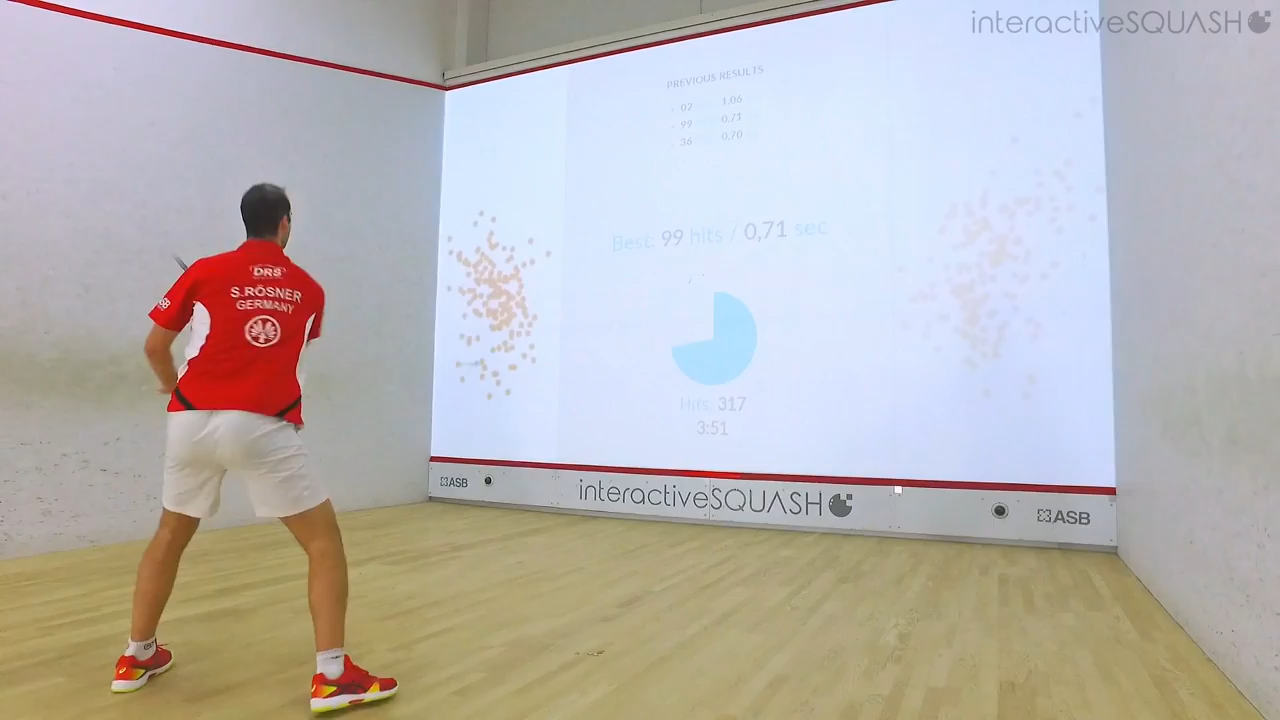 interactiveSQUASH
PREVIOUS RESULTS
02 1,06
99 0,71
36 0,70
Best: 99 hits / 0,71 sec
Hits: 317
3:51
DRS
S.RÖSNER
GERMANY
ASB
interactiveSQUASH
ASB